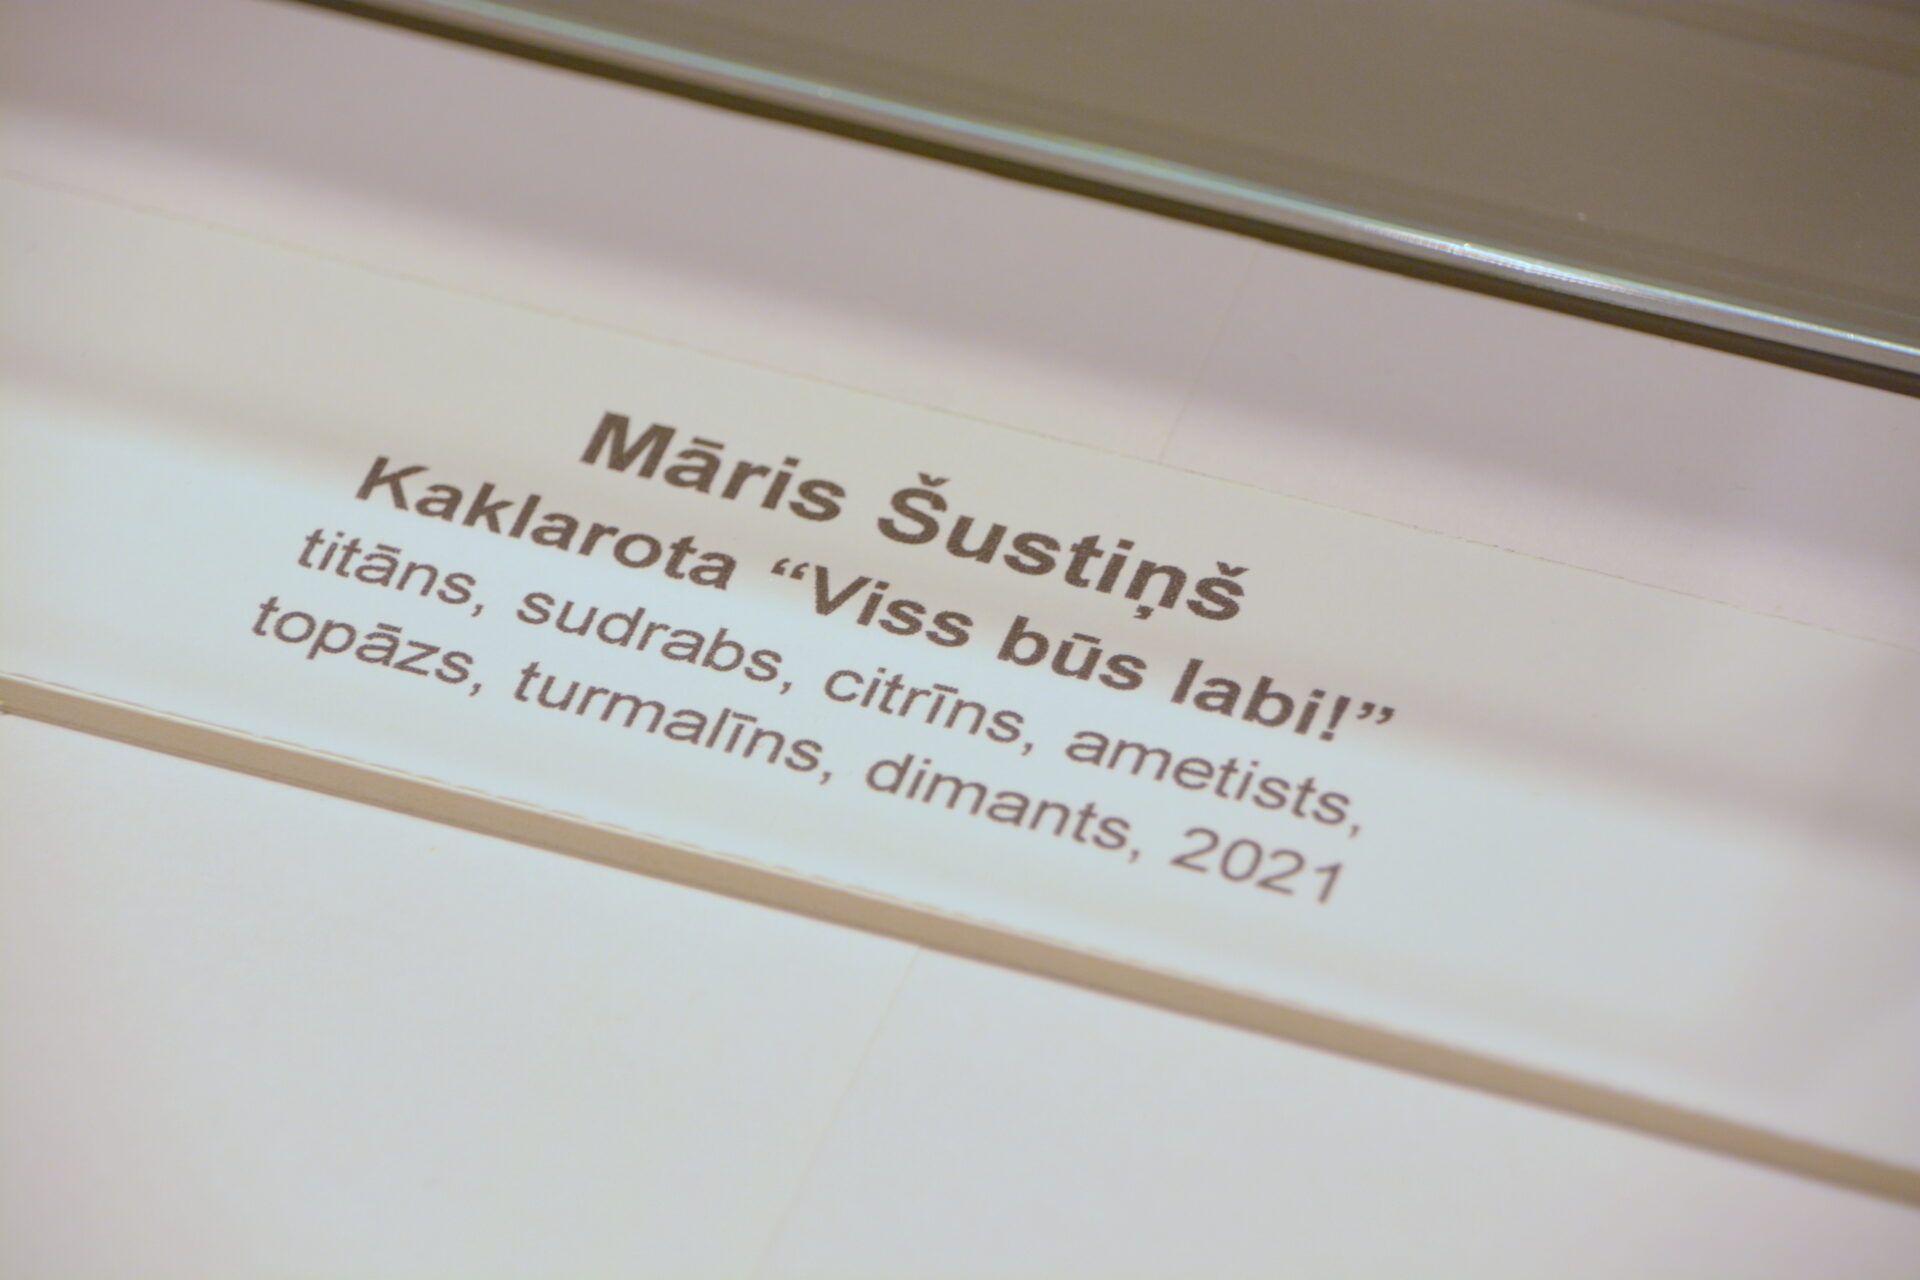 Māris Šustiņš
Kaklarota “Viss būs labi!”
titāns, sudrabs, citrīns, ametists,
topāzs, turmalīns, dimants, 2021